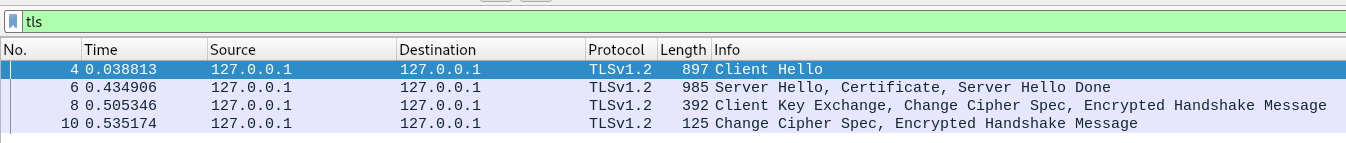 tls
No. Time Source Destination Protocol Length Info
4 0.038813 127.0.0.1 127.0.0.1 TLSv1.2 897 Client Hello
6 0.434906 127.0.0.1 127.0.0.1 TLSv1.2 985 Server Hello, Certificate, Server Hello Done
8 0.505346 127.0.0.1 127.0.0.1 TLSv1.2 392 Client Key Exchange, Change Cipher Spec, Encrypted Handshake Message
10 0.535174 127.0.0.1 127.0.0.1 TLSv1.2 125 Change Cipher Spec, Encrypted Handshake Message